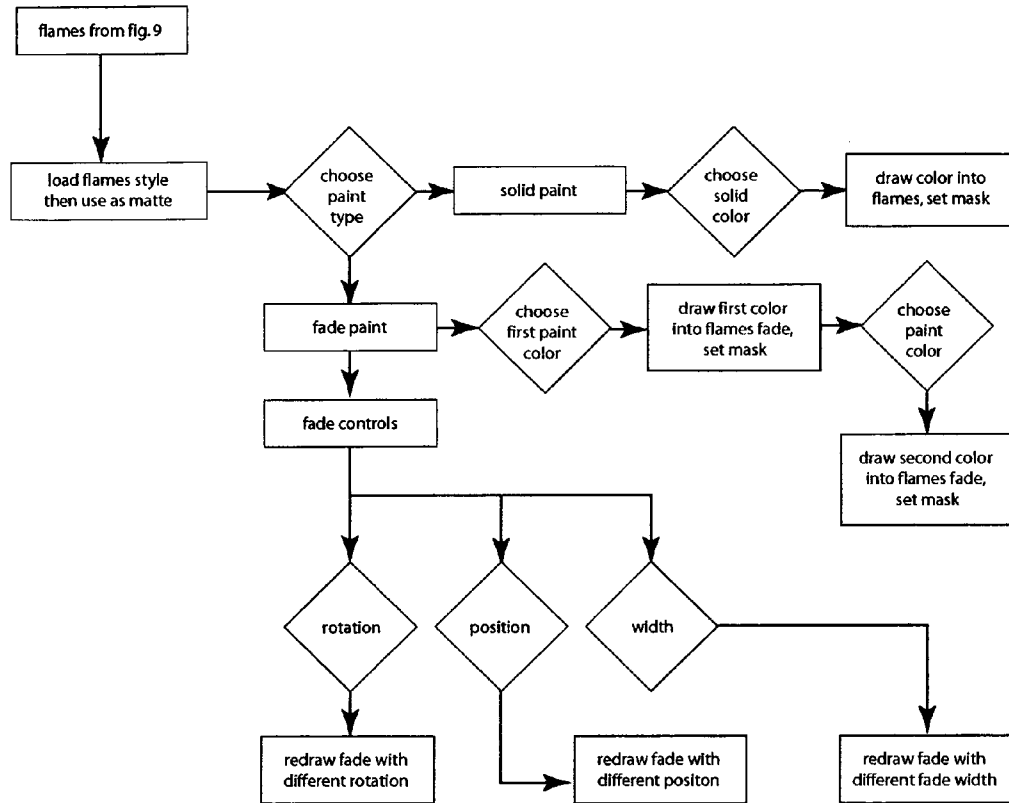 flames from fig. 9
load flames style
then use as matte
choose
paint
type
solid paint
choose
solid
color
draw color into
flames, set mask
fade paint
choose
first paint
color
draw first color
into flames fade,
set mask
choose
paint
color
fade controls
draw second color
into flames fade,
set mask
rotation
position
width
redraw fade with
different rotation
redraw fade with
different positon
redraw fade with
different fade width